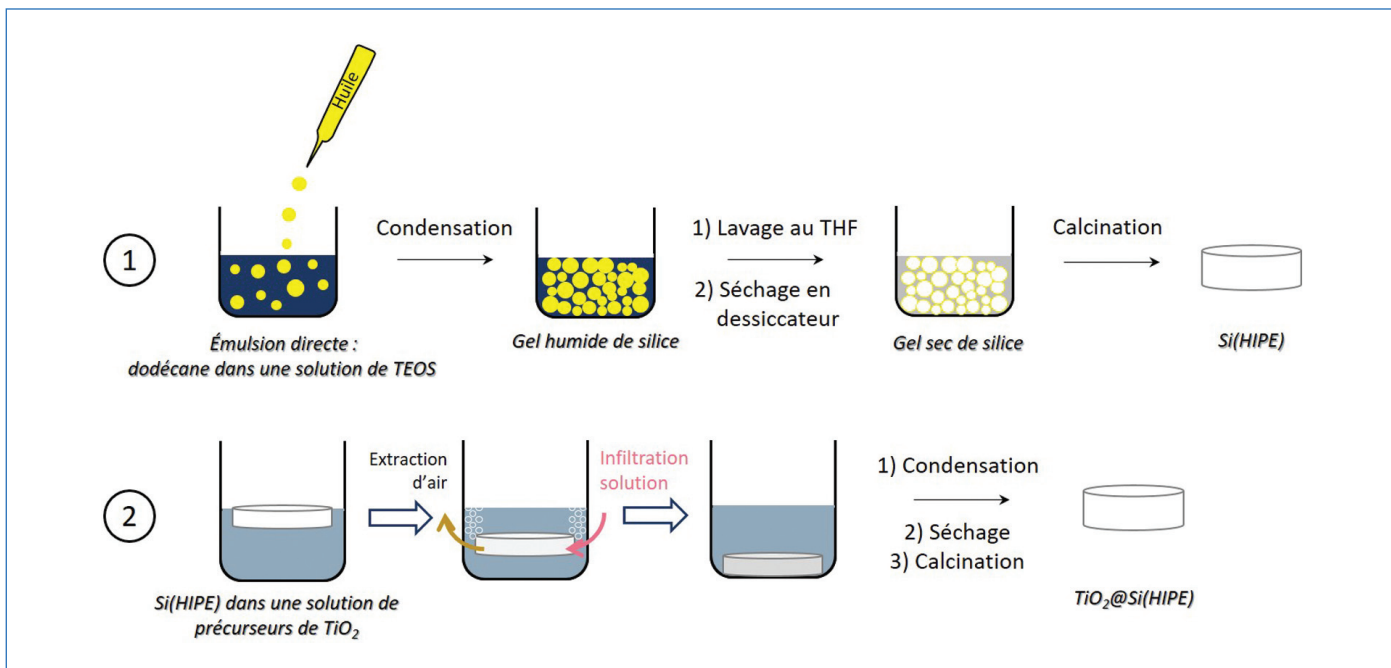 Huile
1
Condensation
1) Lavage au THF
2) Séchage en
dessiccateur
Calcination
Émulsion directe :
dodécane dans une solution de TEOS
Gel humide de silice
Gel sec de silice
Si(HIPE)
2
Extraction
d'air
Infiltration
solution
1) Condensation
2) Séchage
3) Calcination
Si(HIPE) dans une solution de
précurseurs de TiO₂
TiO₂@Si(HIPE)